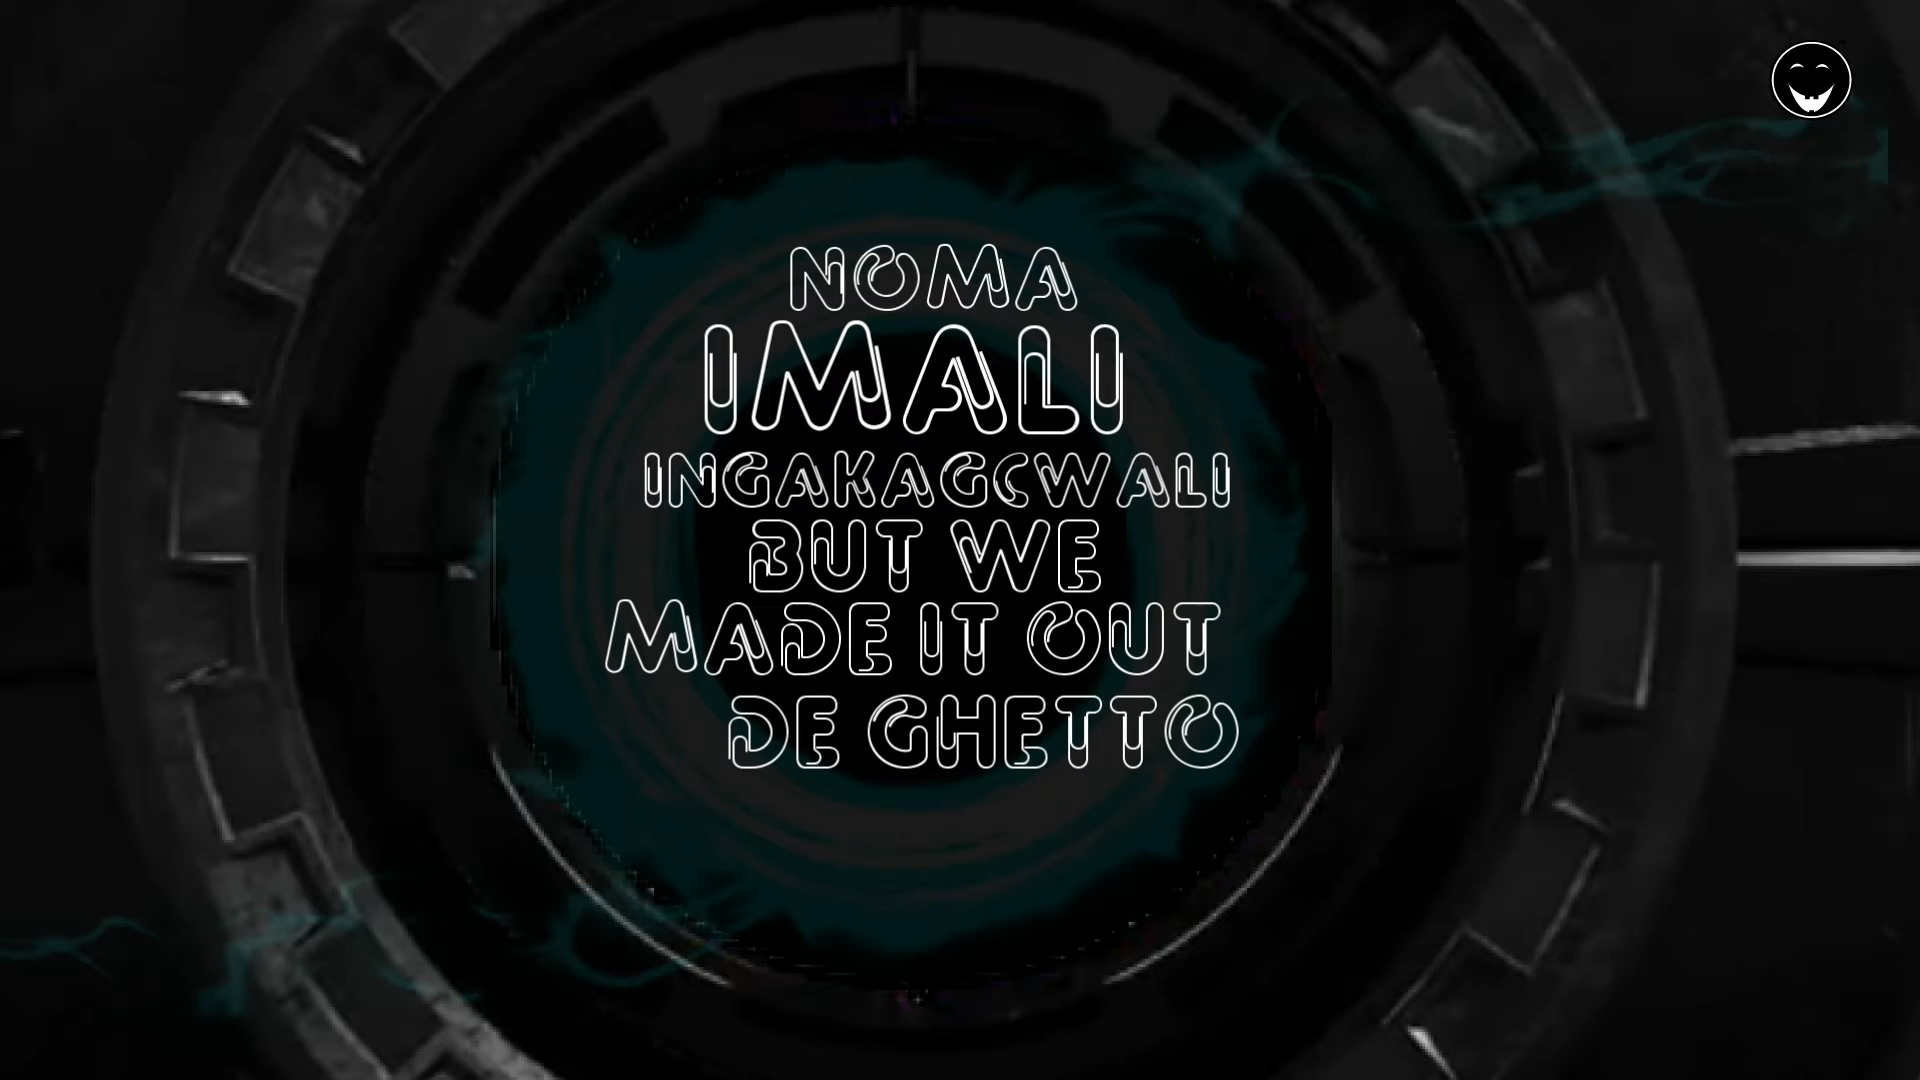 NOMA
IMALI
INGAKAGCWALI
BUT WE
MADE IT OUT
DE GHETTO